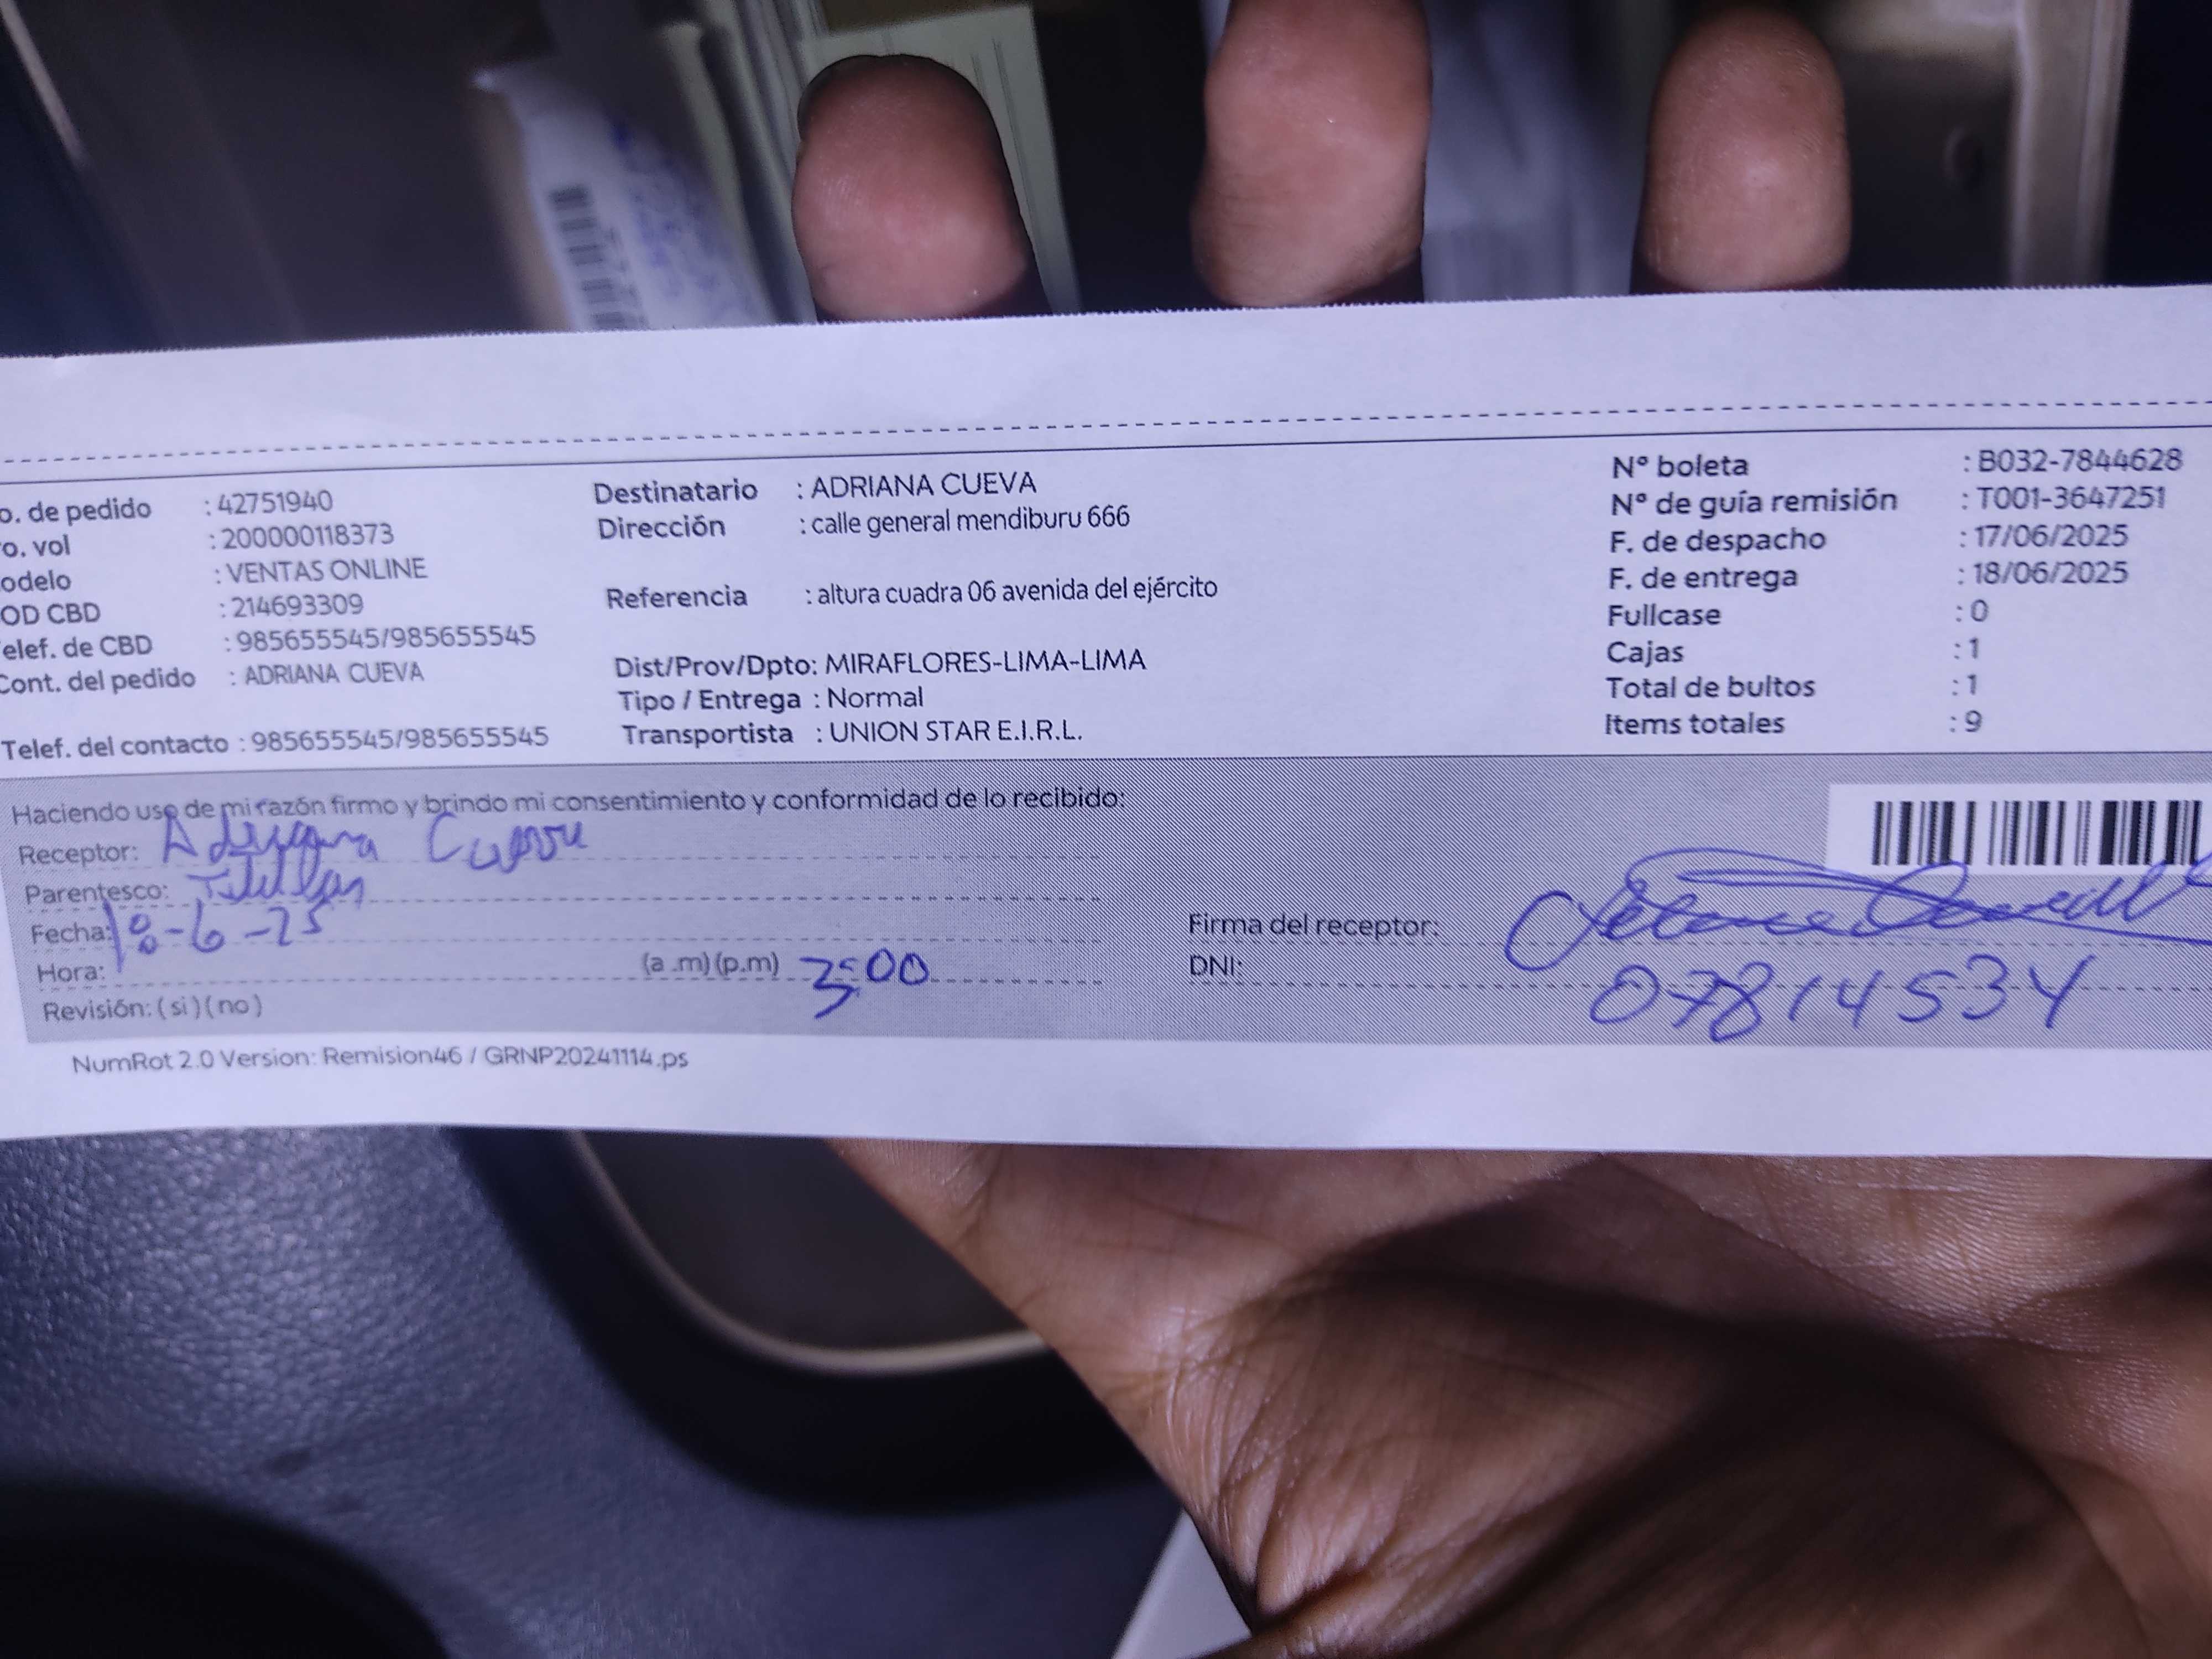 o. de pedido : 42751940
ro. vol : 200000118373
odelo : VENTAS ONLINE
OD CBD : 214693309
elef. de CBD : 985655545/985655545
Cont. del pedido : ADRIANA CUEVA
Telef. del contacto : 985655545/985655545
Destinatario : ADRIANA CUEVA
Dirección : calle general mendiburu 666
Referencia : altura cuadra 06 avenida del ejército
Dist/Prov/Dpto: MIRAFLORES-LIMA-LIMA
Tipo / Entrega : Normal
Transportista : UNION STAR E.I.R.L.
N° boleta : B032-7844628
N° de guía remisión : T001-3647251
F. de despacho : 17/06/2025
F. de entrega : 18/06/2025
Fullcase : 0
Cajas : 1
Total de bultos : 1
Items totales : 9
Haciendo uso de mi razón firmo y brindo mi consentimiento y conformidad de lo recibido:
Receptor: Adriana Cueva
Parentesco:
Fecha: 18-6-25
Hora: (a .m) (p.m) 3:00
Revisión: ( si ) ( no )
Firma del receptor:
DNI: 07814534
NumRot 2.0 Version: Remision46 / GRNP20241114.ps